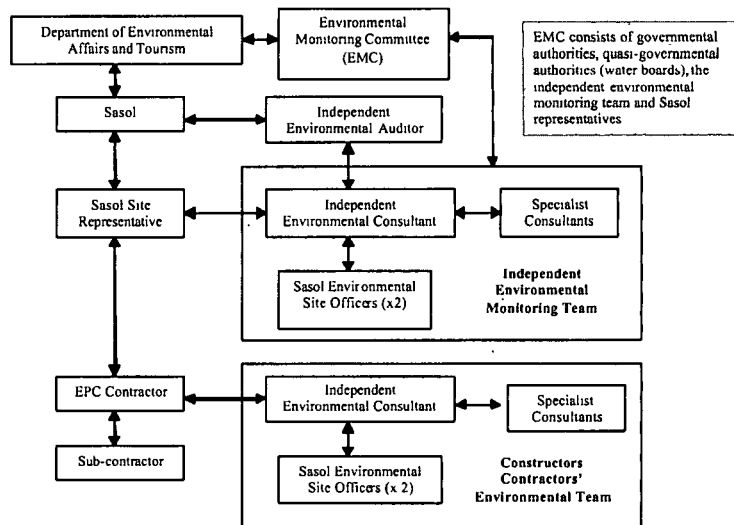 Department of Environmental
Affairs and Tourism
Environmental
Monitoring Committee
(EMC)
EMC consists of governmental
authorities, quasi-governmental
authorities (water boards), the
independent environmental
monitoring team and Sasol
representatives
Sasol
Independent
Environmental Auditor
Sasol Site
Representative
Independent
Environmental Consultant
Specialist
Consultants
Sasol Environmental
Site Officers (x2)
Independent
Environmental
Monitoring Team
EPC Contractor
Independent
Environmental Consultant
Specialist
Consultants
Sub-contractor
Sasol Environmental
Site Officers (x 2)
Constructors
Contractors'
Environmental Team